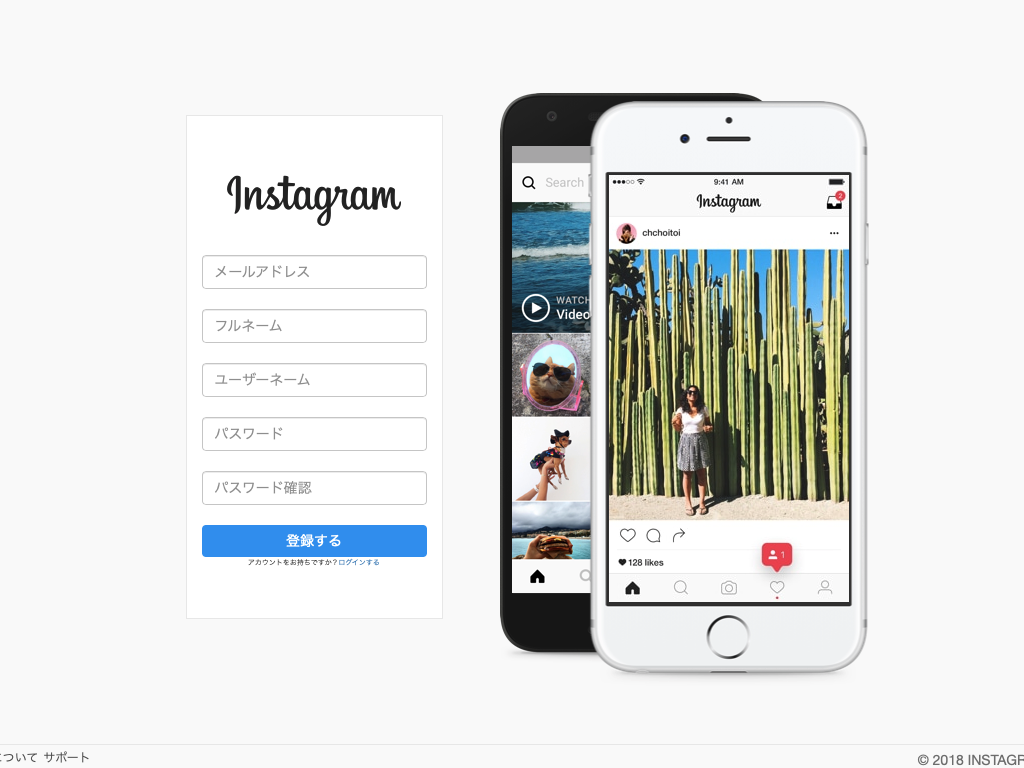 Instagram
メールアドレス
フルネーム
ユーザーネーム
パスワード
パスワード確認
登録する
アカウントをお持ちですか？ログインする
Search
WATCH
Video
9:41 AM
Instagram
2
chchoitoi
128 likes
1
について サポート
© 2018 INSTAGR